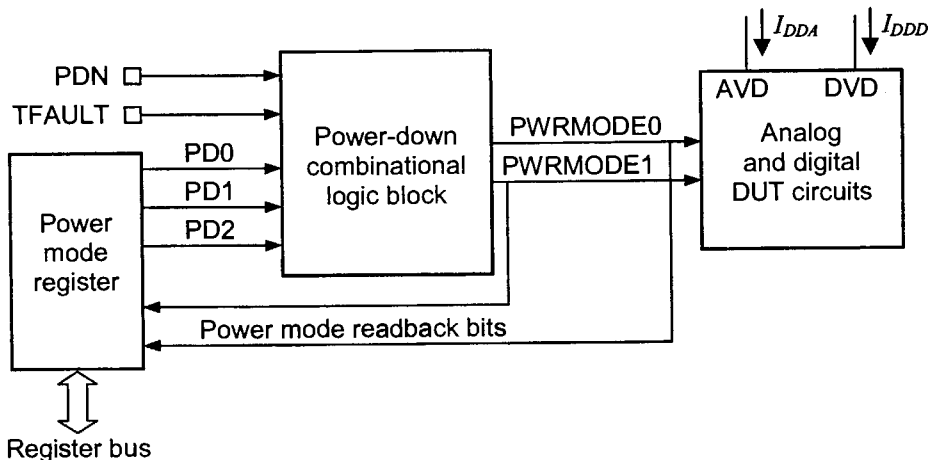 I_DDA
I_DDD
PDN
TFAULT
AVD DVD
Power-down
combinational
logic block
PWRMODE0
PWRMODE1
Analog
and digital
DUT circuits
PD0
PD1
PD2
Power
mode
register
Power mode readback bits
Register bus